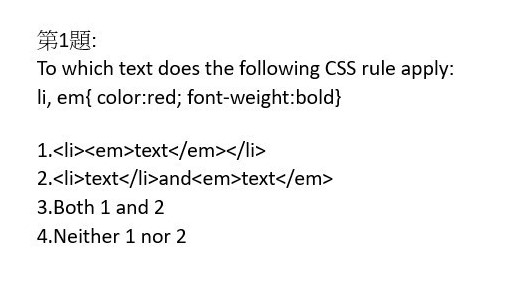 第1題:
To which text does the following CSS rule apply:
li, em{ color:red; font-weight:bold}
1.<li><em>text</em></li>
2.<li>text</li>and<em>text</em>
3.Both 1 and 2
4.Neither 1 nor 2